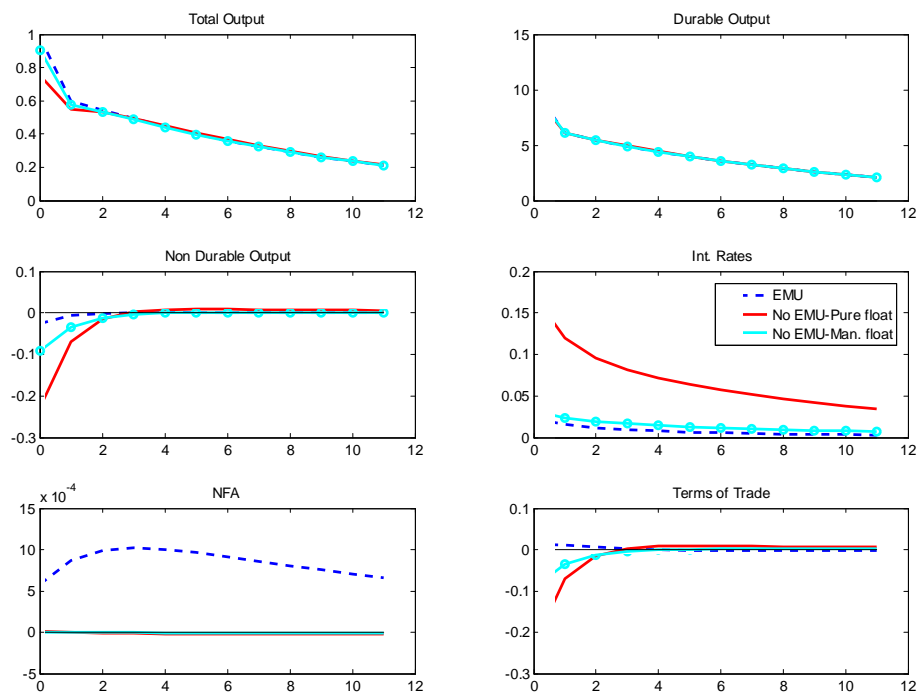 Total Output
1
0.8
0.6
0.4
0.2
0
0 2 4 6 8 10 12
Durable Output
15
10
5
0
2 4 6 8 10 12
Non Durable Output
0.1
0
-0.1
-0.2
-0.3
0 2 4 6 8 10 12
Int. Rates
0.2
0.15
0.1
0.05
0
2 4 6 8 10 12
EMU
No EMU-Pure float
No EMU-Man. float
NFA
x 10-4
15
10
5
0
-5
0 2 4 6 8 10 12
Terms of Trade
0.1
0
-0.1
-0.2
-0.3
2 4 6 8 10 12